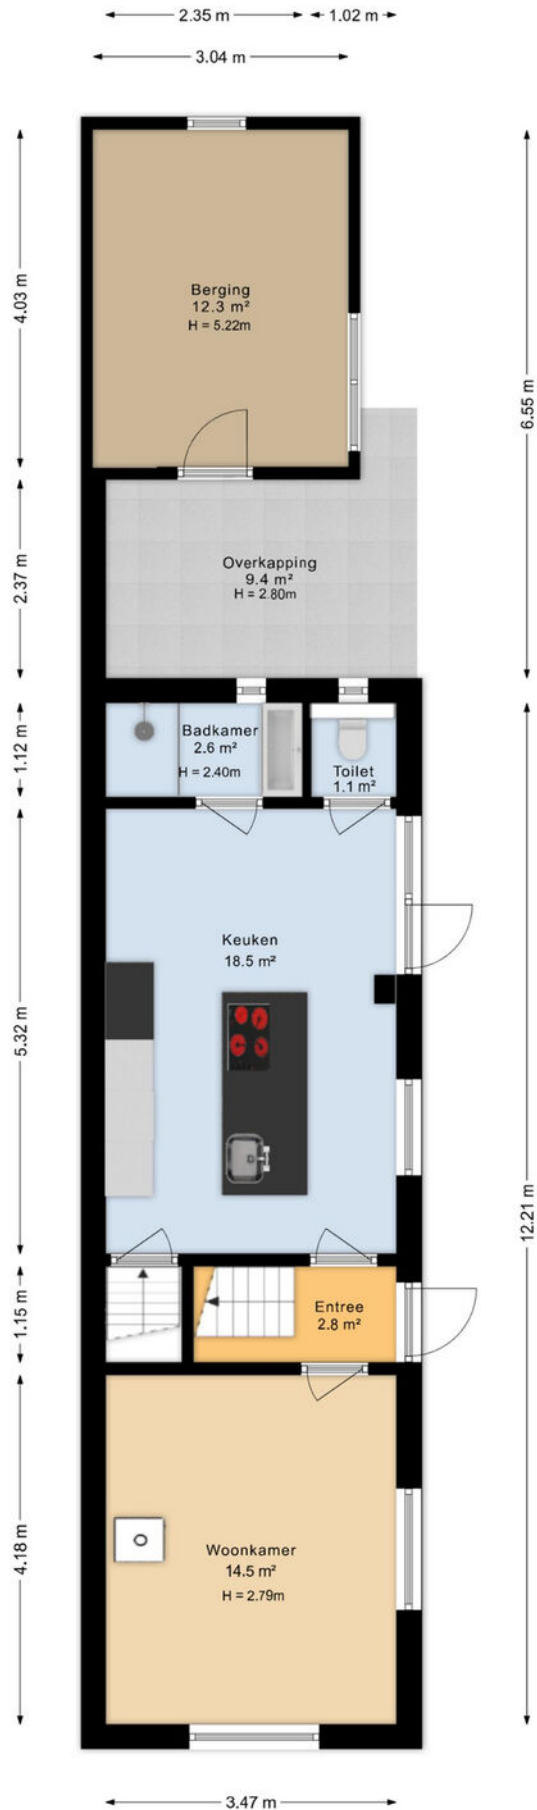 2.35 m
1.02 m
3.04 m
4.03 m
6.55 m
Berging
12.3 m²
H = 5.22m
2.37 m
Overkapping
9.4 m²
H = 2.80m
1.12 m
Badkamer
2.6 m²
H = 2.40m
Toilet
1.1 m²
5.32 m
Keuken
18.5 m²
12.21 m
1.15 m
Entree
2.8 m²
4.18 m
Woonkamer
14.5 m²
H = 2.79m
3.47 m